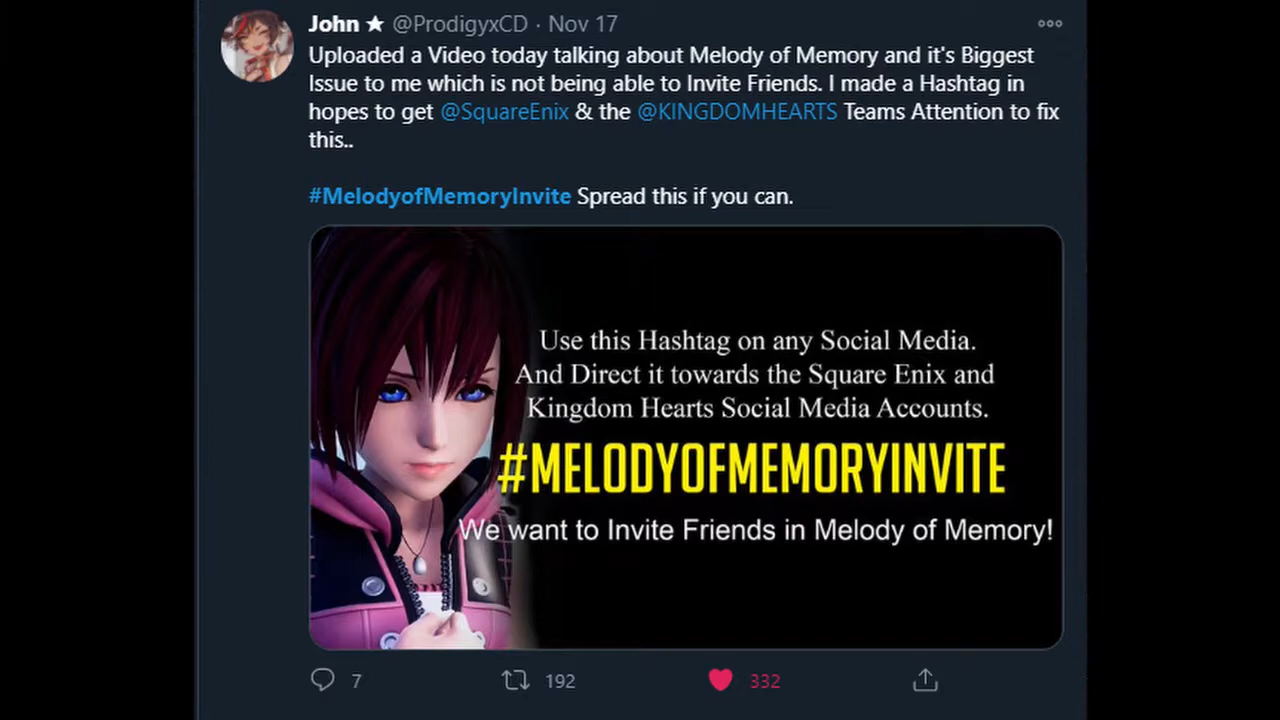 John ★ @ProdigyxCD · Nov 17
Uploaded a Video today talking about Melody of Memory and it's Biggest
Issue to me which is not being able to Invite Friends. I made a Hashtag in
hopes to get @SquareEnix & the @KINGDOMHEARTS Teams Attention to fix
this..
#MelodyofMemoryInvite Spread this if you can.
Use this Hashtag on any Social Media.
And Direct it towards the Square Enix and
Kingdom Hearts Social Media Accounts.
#MELODYOFMEMORYINVITE
We want to Invite Friends in Melody of Memory!
7 192 332